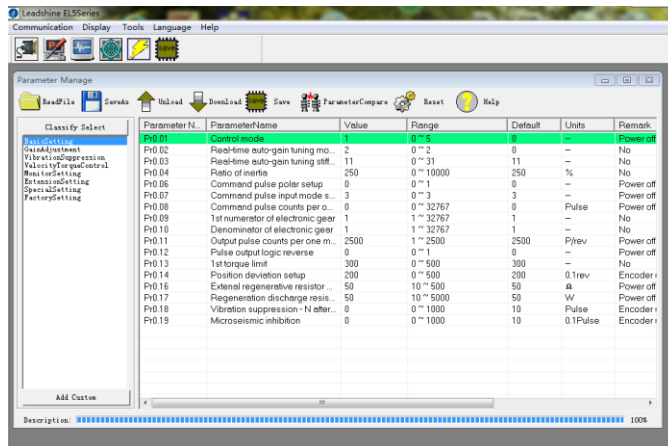 Leadshine EL5Series
Communication Display Tools Language Help
save
Parameter Manage
ReadFile SaveAs Upload Download save Save ParameterCompare Reset Help
Classify Select
BasicSetting
GainAdjustment
VibrationSuppression
VelocityTorqueControl
MonitorSetting
ExtensionSetting
SpecialSetting
FactorySetting
Add Custom
Parameter N... ParameterName Value Range Default Units Remark
Pr0.01 Control mode 1 0 ~ 5 0 – Power off
Pr0.02 Real-time auto-gain tuning mo... 2 0 ~ 2 0 – No
Pr0.03 Real-time auto-gain tuning stiff... 11 0 ~ 31 11 – No
Pr0.04 Ratio of inertia 250 0 ~ 10000 250 % No
Pr0.06 Command pulse polar setup 0 0 ~ 1 0 – Power off
Pr0.07 Command pulse input mode s... 3 0 ~ 3 3 – Power off
Pr0.08 Command pulse counts per o... 0 0 ~ 32767 0 Pulse Power off
Pr0.09 1st numerator of electronic gear 1 1 ~ 32767 1 – No
Pr0.10 Denominator of electronic gear 1 1 ~ 32767 1 – No
Pr0.11 Output pulse counts per one m... 2500 1 ~ 2500 2500 P/rev Power off
Pr0.12 Pulse output logic reverse 0 0 ~ 1 0 – Power off
Pr0.13 1st torque limit 300 0 ~ 500 300 – No
Pr0.14 Position deviation setup 200 0 ~ 500 200 0.1rev Encoder
Pr0.16 Extenal regenerative resistor ... 50 10 ~ 500 50 Ω Power off
Pr0.17 Regeneration discharge resis... 50 10 ~ 5000 50 W Power off
Pr0.18 Vibration suppression - N after... 0 0 ~ 1000 10 Pulse Encoder
Pr0.19 Microseismic inhibition 0 0 ~ 1000 10 0.1Pulse Encoder
Description: 100%